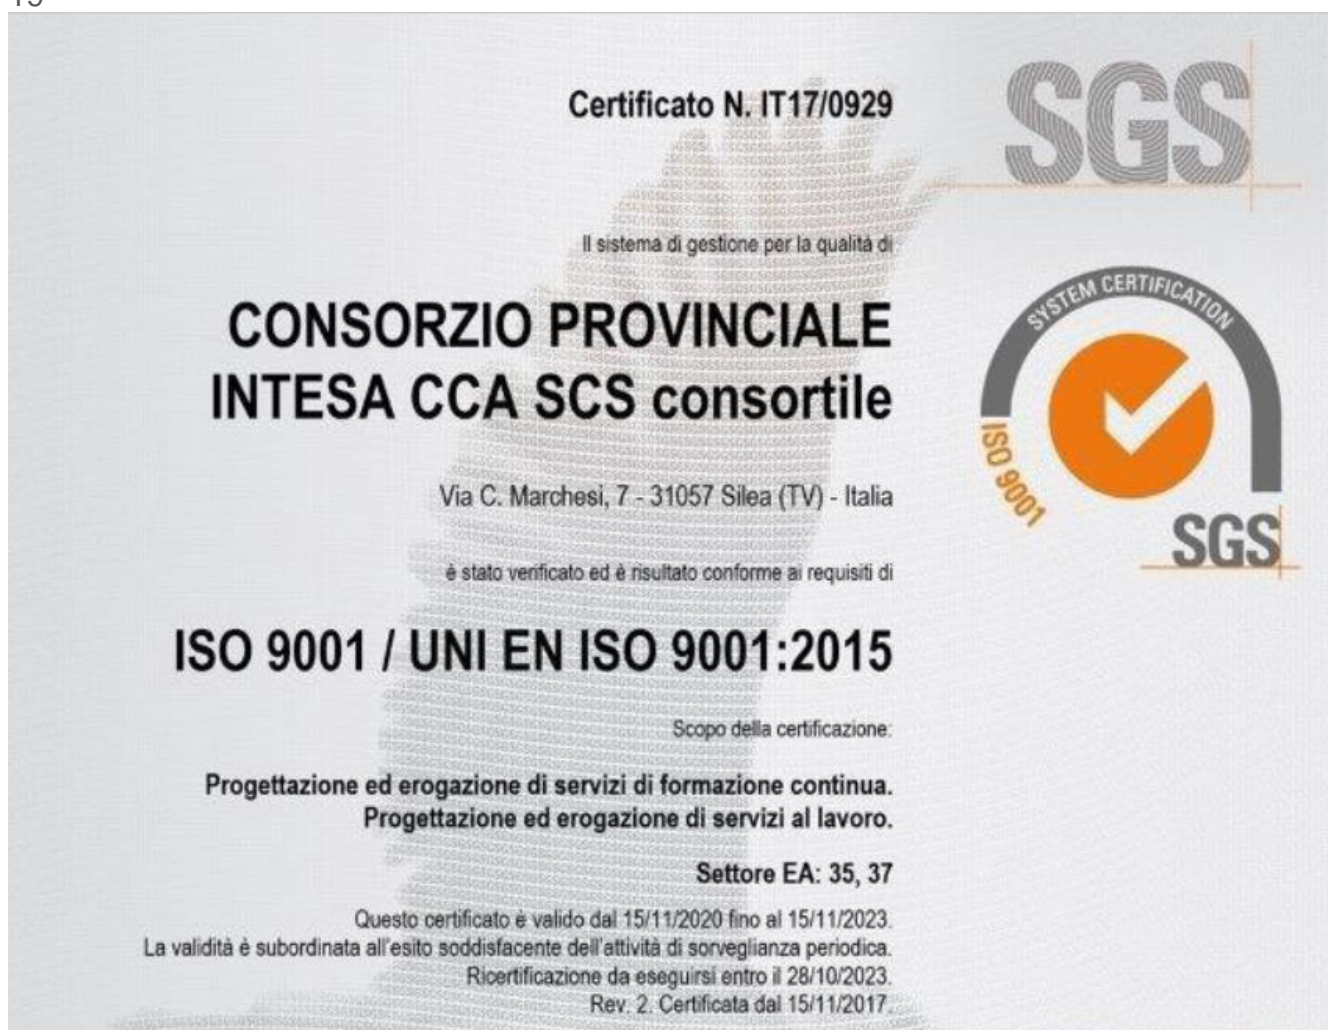 Certificato N. IT17/0929
SGS
Il sistema di gestione per la qualità di
CONSORZIO PROVINCIALE
INTESA CCA SCS consortile
Via C. Marchesi, 7 - 31057 Silea (TV) - Italia
è stato verificato ed è risultato conforme ai requisiti di
ISO 9001 / UNI EN ISO 9001:2015
Scopo della certificazione:
Progettazione ed erogazione di servizi di formazione continua.
Progettazione ed erogazione di servizi al lavoro.
Settore EA: 35, 37
Questo certificato è valido dal 15/11/2020 fino al 15/11/2023.
La validità è subordinata all'esito soddisfacente dell'attività di sorveglianza periodica.
Ricertificazione da eseguirsi entro il 28/10/2023.
Rev. 2. Certificata dal 15/11/2017.
SYSTEM CERTIFICATION
ISO 9001
SGS